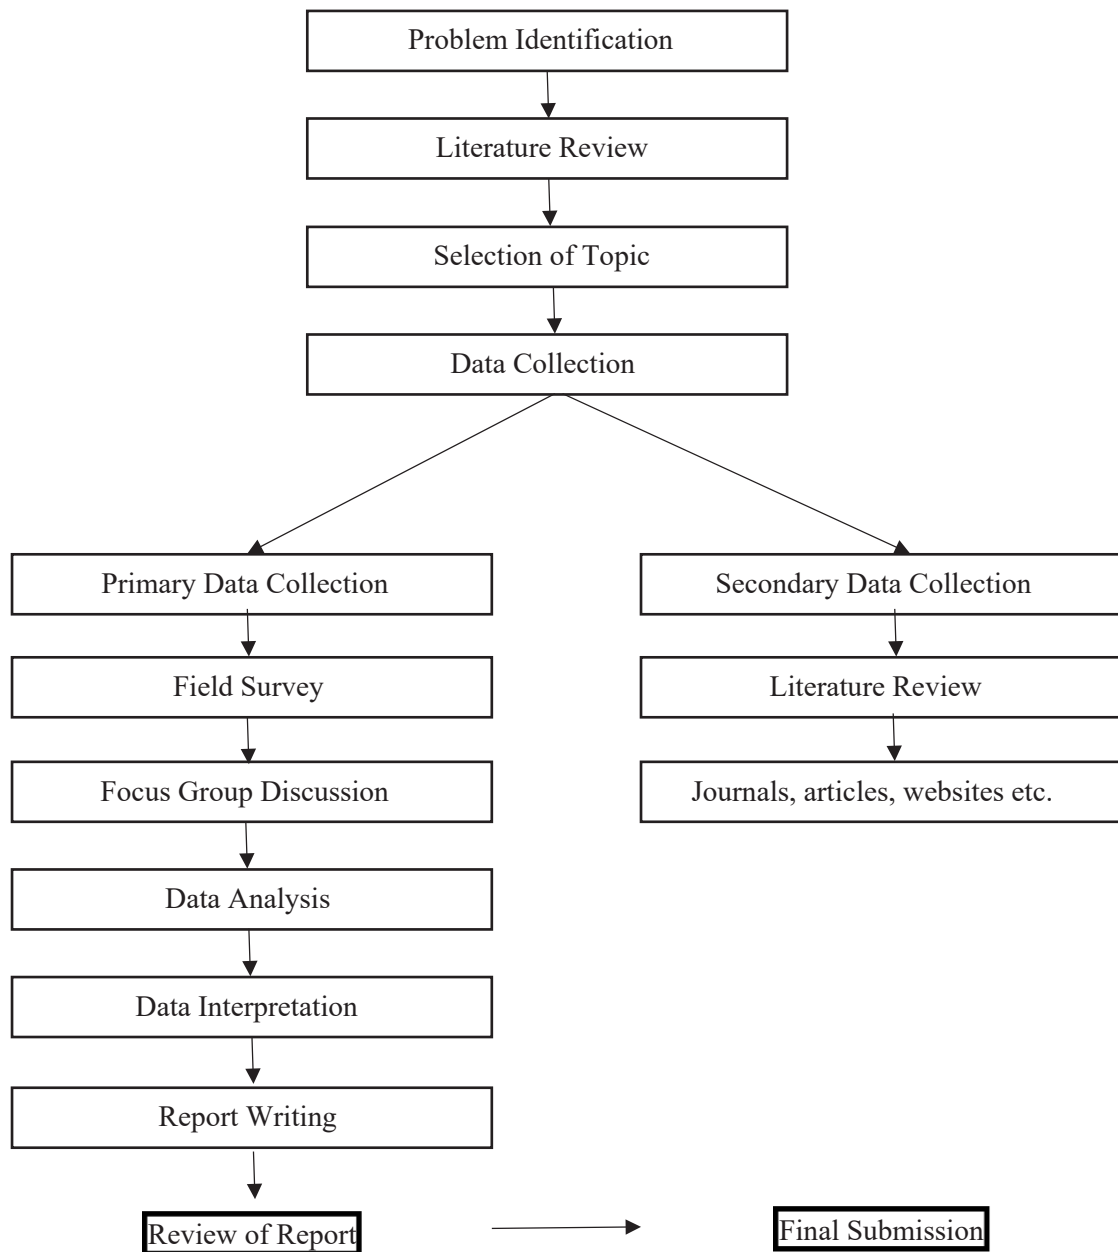 Problem Identification
Literature Review
Selection of Topic
Data Collection
Primary Data Collection
Secondary Data Collection
Field Survey
Literature Review
Focus Group Discussion
Journals, articles, websites etc.
Data Analysis
Data Interpretation
Report Writing
Review of Report
Final Submission